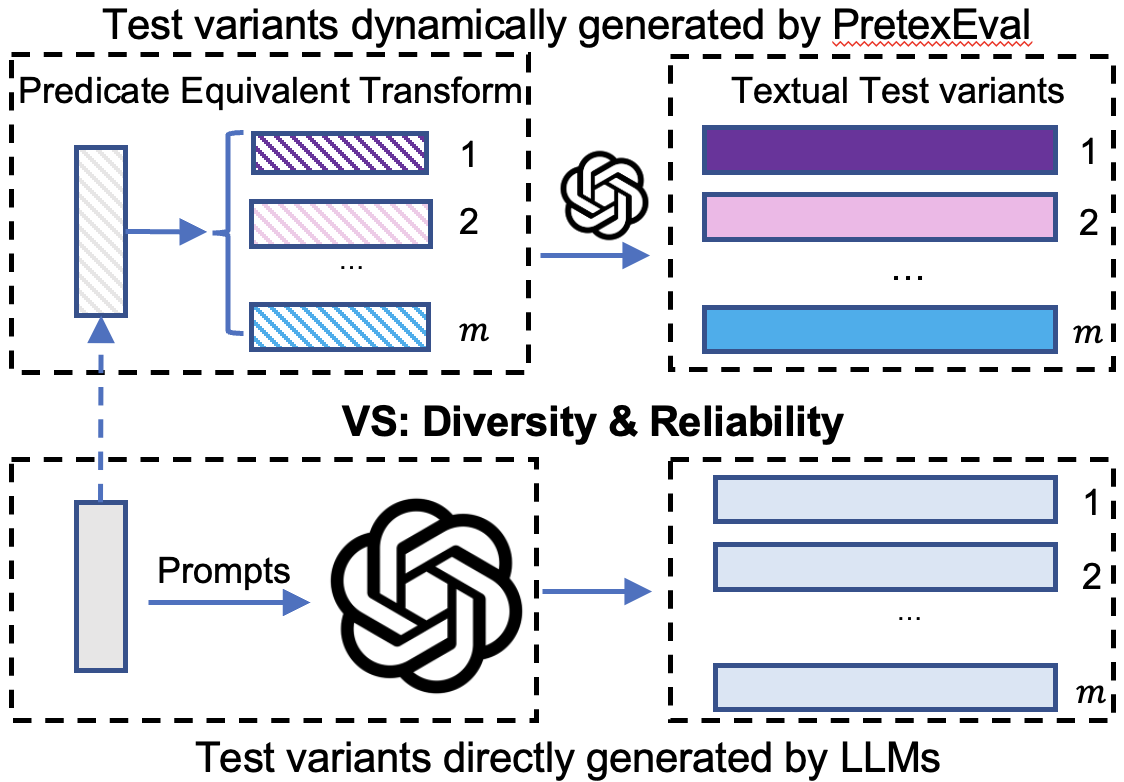 Test variants dynamically generated by PretexEval
Predicate Equivalent Transform
1
2
...
m
Textual Test variants
1
2
...
m
VS: Diversity & Reliability
Prompts
1
2
...
m
Test variants directly generated by LLMs